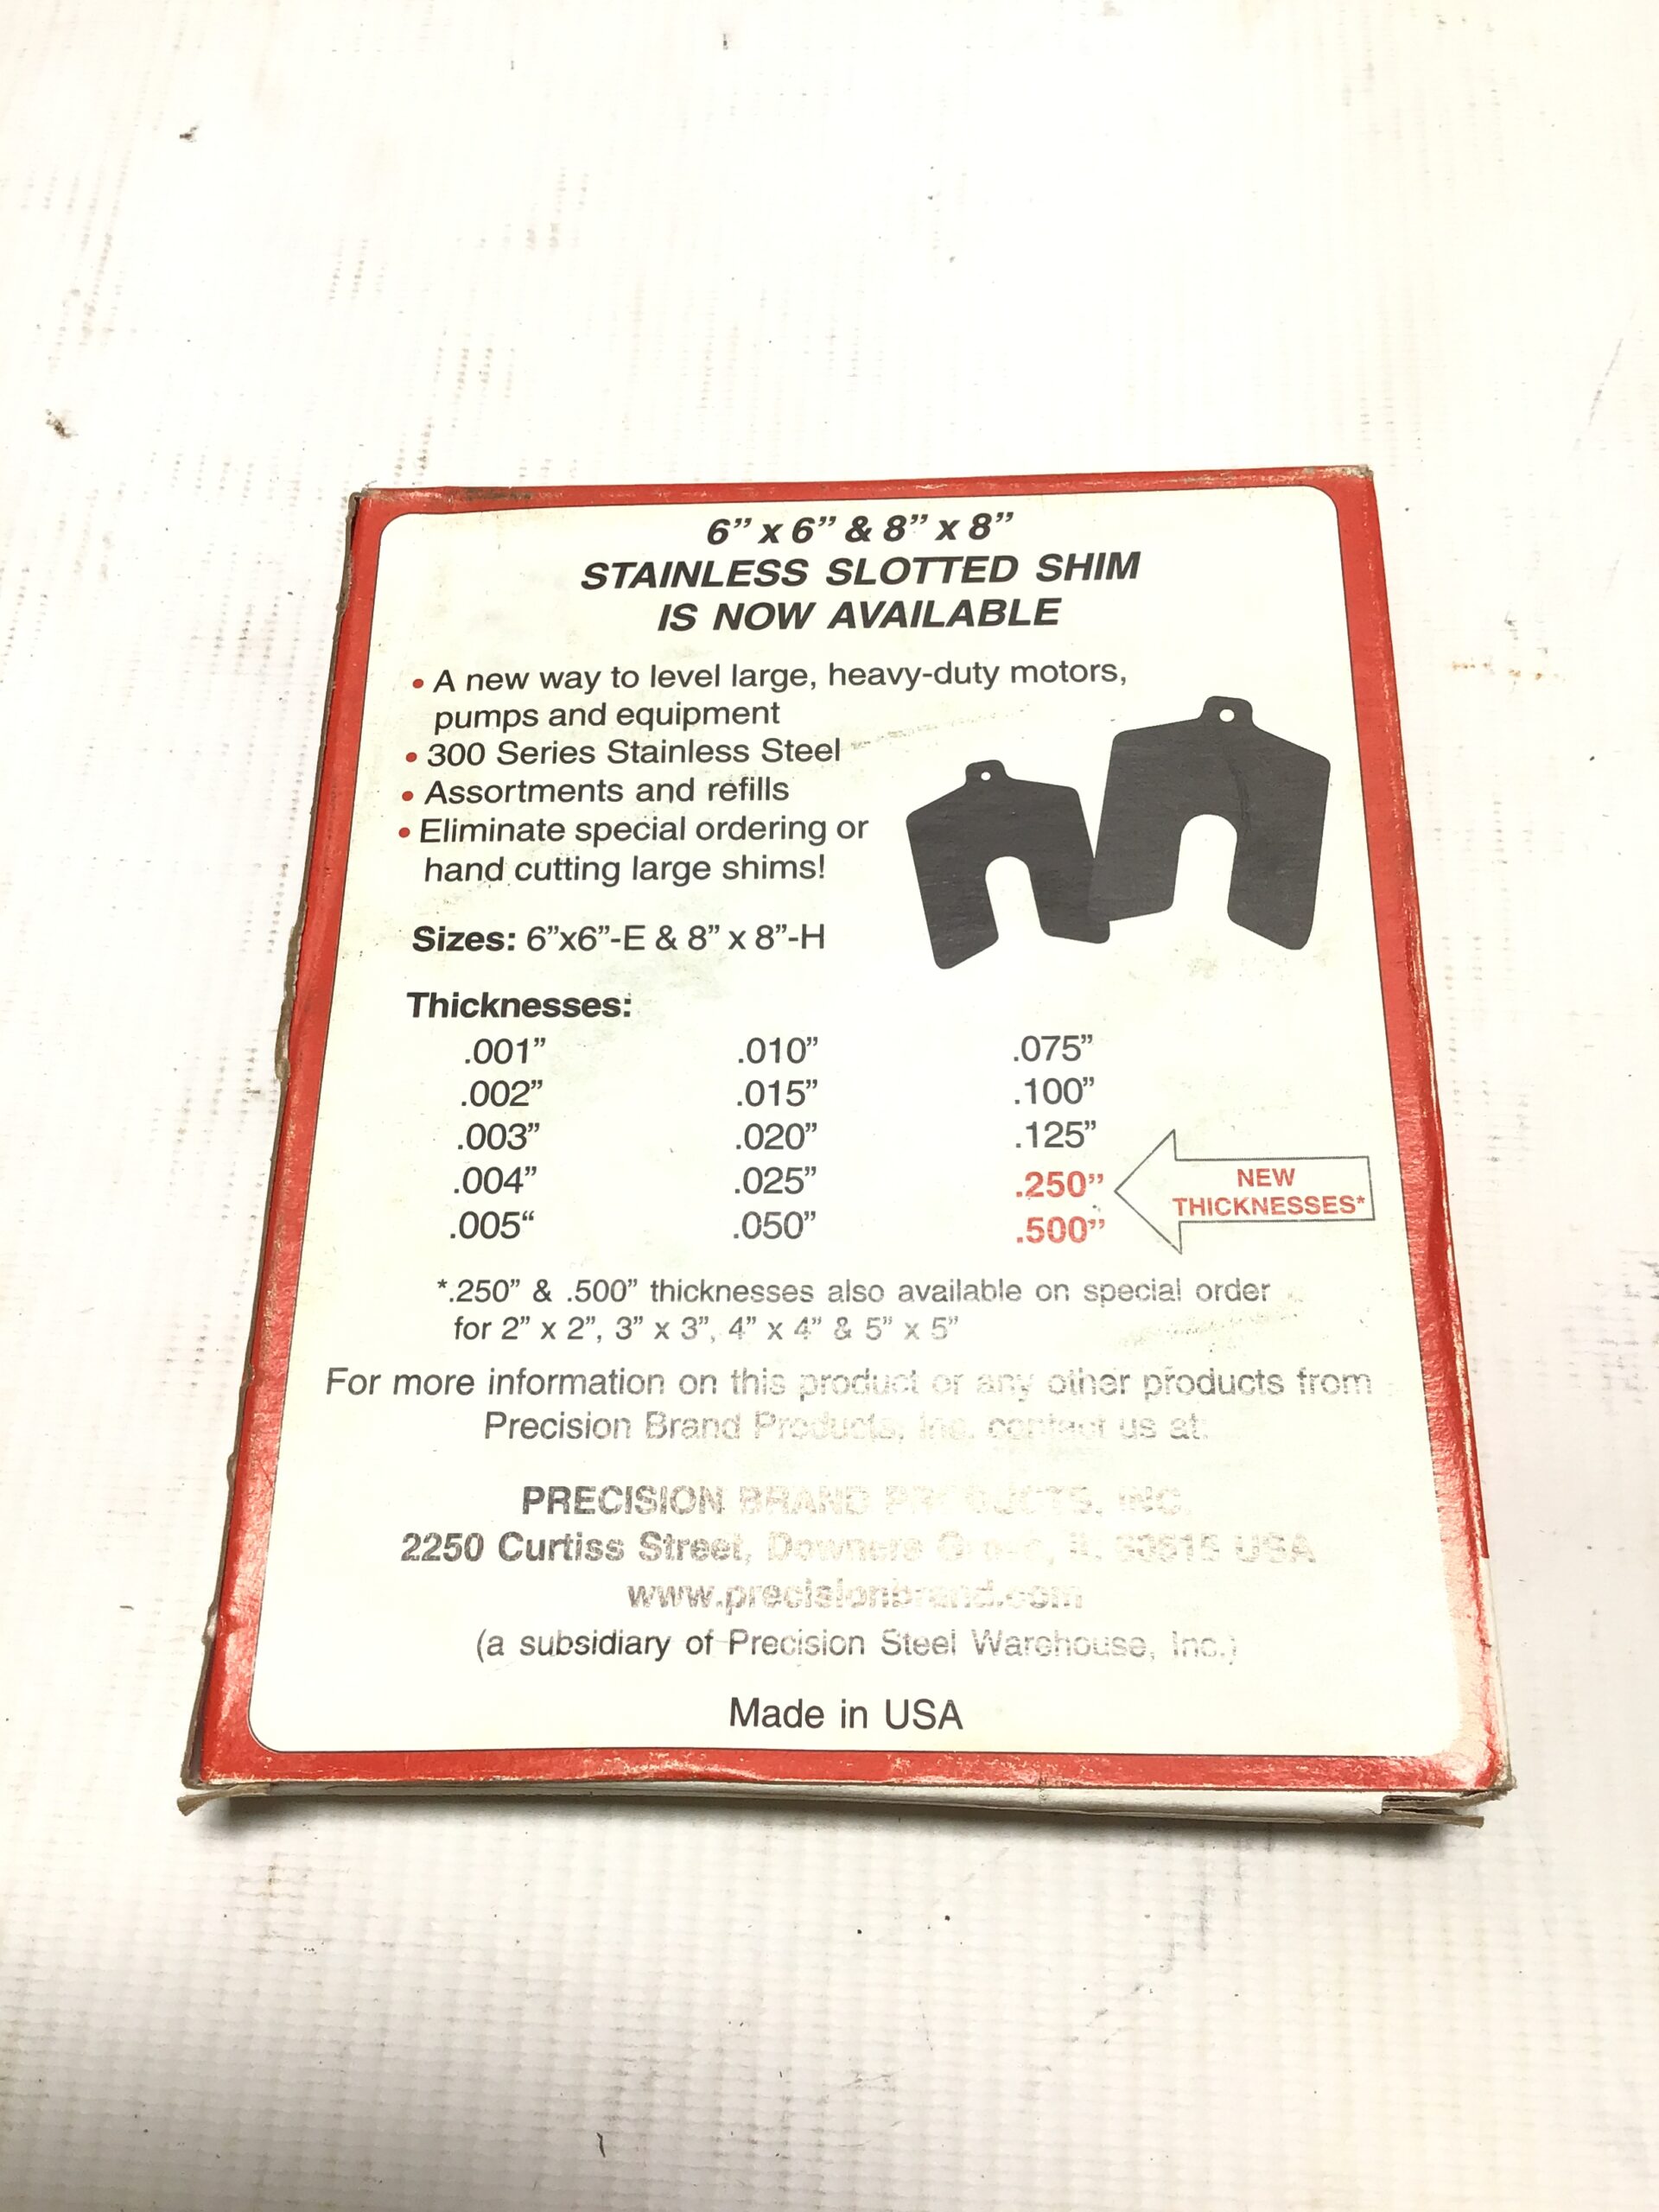 6” x 6” & 8” x 8”
STAINLESS SLOTTED SHIM
IS NOW AVAILABLE
• A new way to level large, heavy-duty motors,
pumps and equipment
• 300 Series Stainless Steel
• Assortments and refills
• Eliminate special ordering or
hand cutting large shims!
Sizes: 6”x6”-E & 8” x 8”-H
Thicknesses:
.001” .010” .075”
.002” .015” .100”
.003” .020” .125”
.004” .025” .250”
.005“ .050” .500”
NEW
THICKNESSES*
*.250” & .500” thicknesses also available on special order
for 2” x 2”, 3” x 3”, 4” x 4” & 5” x 5”
For more information on this product or any other products from
Precision Brand Products, Inc. contact us at:
PRECISION BRAND PRODUCTS, INC.
2250 Curtiss Street, Downers Grove, IL 60515 USA
www.precisionbrand.com
(a subsidiary of Precision Steel Warehouse, Inc.)
Made in USA